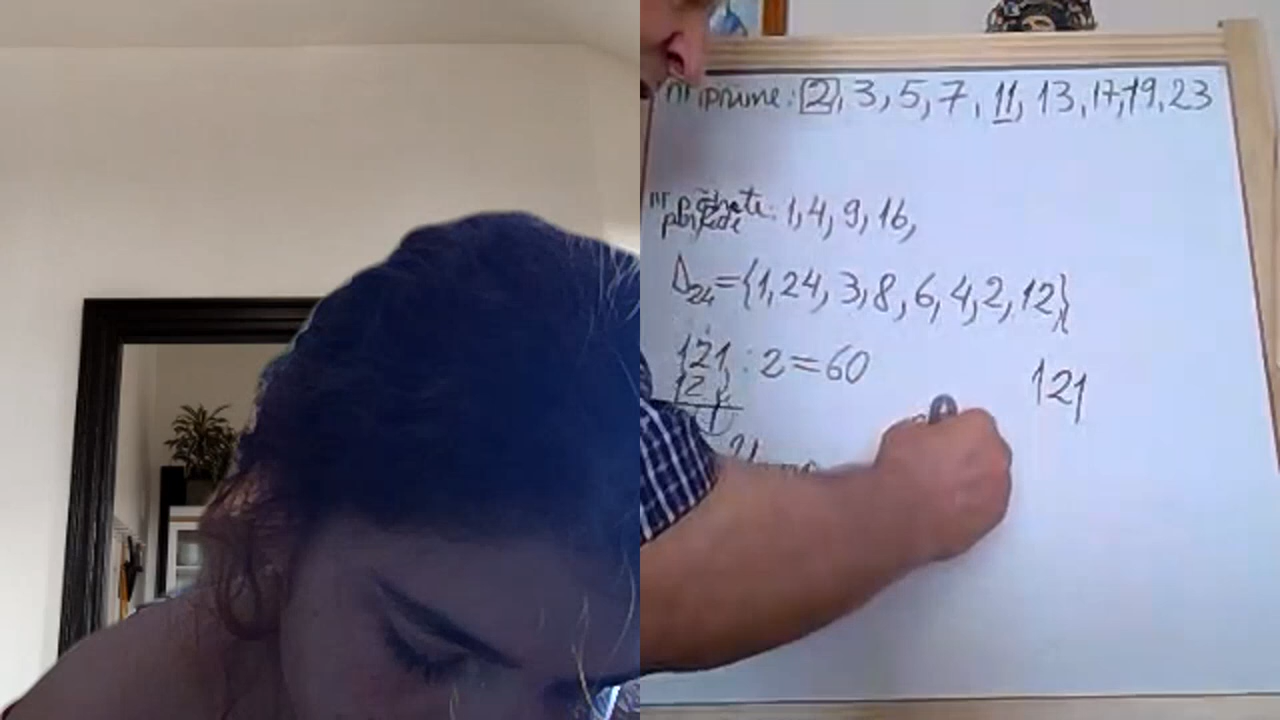 nr prime: 2, 3, 5, 7, 11, 13, 17, 19, 23
nr pătrate: 1, 4, 9, 16,
D24 = {1, 24, 3, 8, 6, 4, 2, 12}
121 : 2 = 60
121
12
1